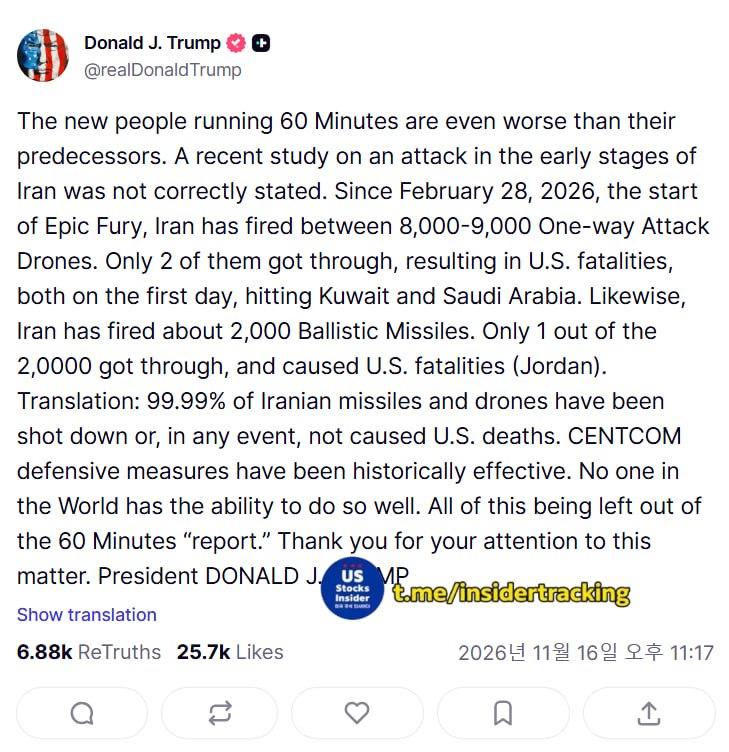 Donald J. Trump
@realDonaldTrump
The new people running 60 Minutes are even worse than their
predecessors. A recent study on an attack in the early stages of
Iran was not correctly stated. Since February 28, 2026, the start
of Epic Fury, Iran has fired between 8,000-9,000 One-way Attack
Drones. Only 2 of them got through, resulting in U.S. fatalities,
both on the first day, hitting Kuwait and Saudi Arabia. Likewise,
Iran has fired about 2,000 Ballistic Missiles. Only 1 out of the
2,0000 got through, and caused U.S. fatalities (Jordan).
Translation: 99.99% of Iranian missiles and drones have been
shot down or, in any event, not caused U.S. deaths. CENTCOM
defensive measures have been historically effective. No one in
the World has the ability to do so well. All of this being left out of
the 60 Minutes “report.” Thank you for your attention to this
matter. President DONALD J. MP
US
Stocks
Insider
t.me/insidertracking
Show translation
6.88k ReTruths 25.7k Likes
2026년 11월 16일 오후 11:17